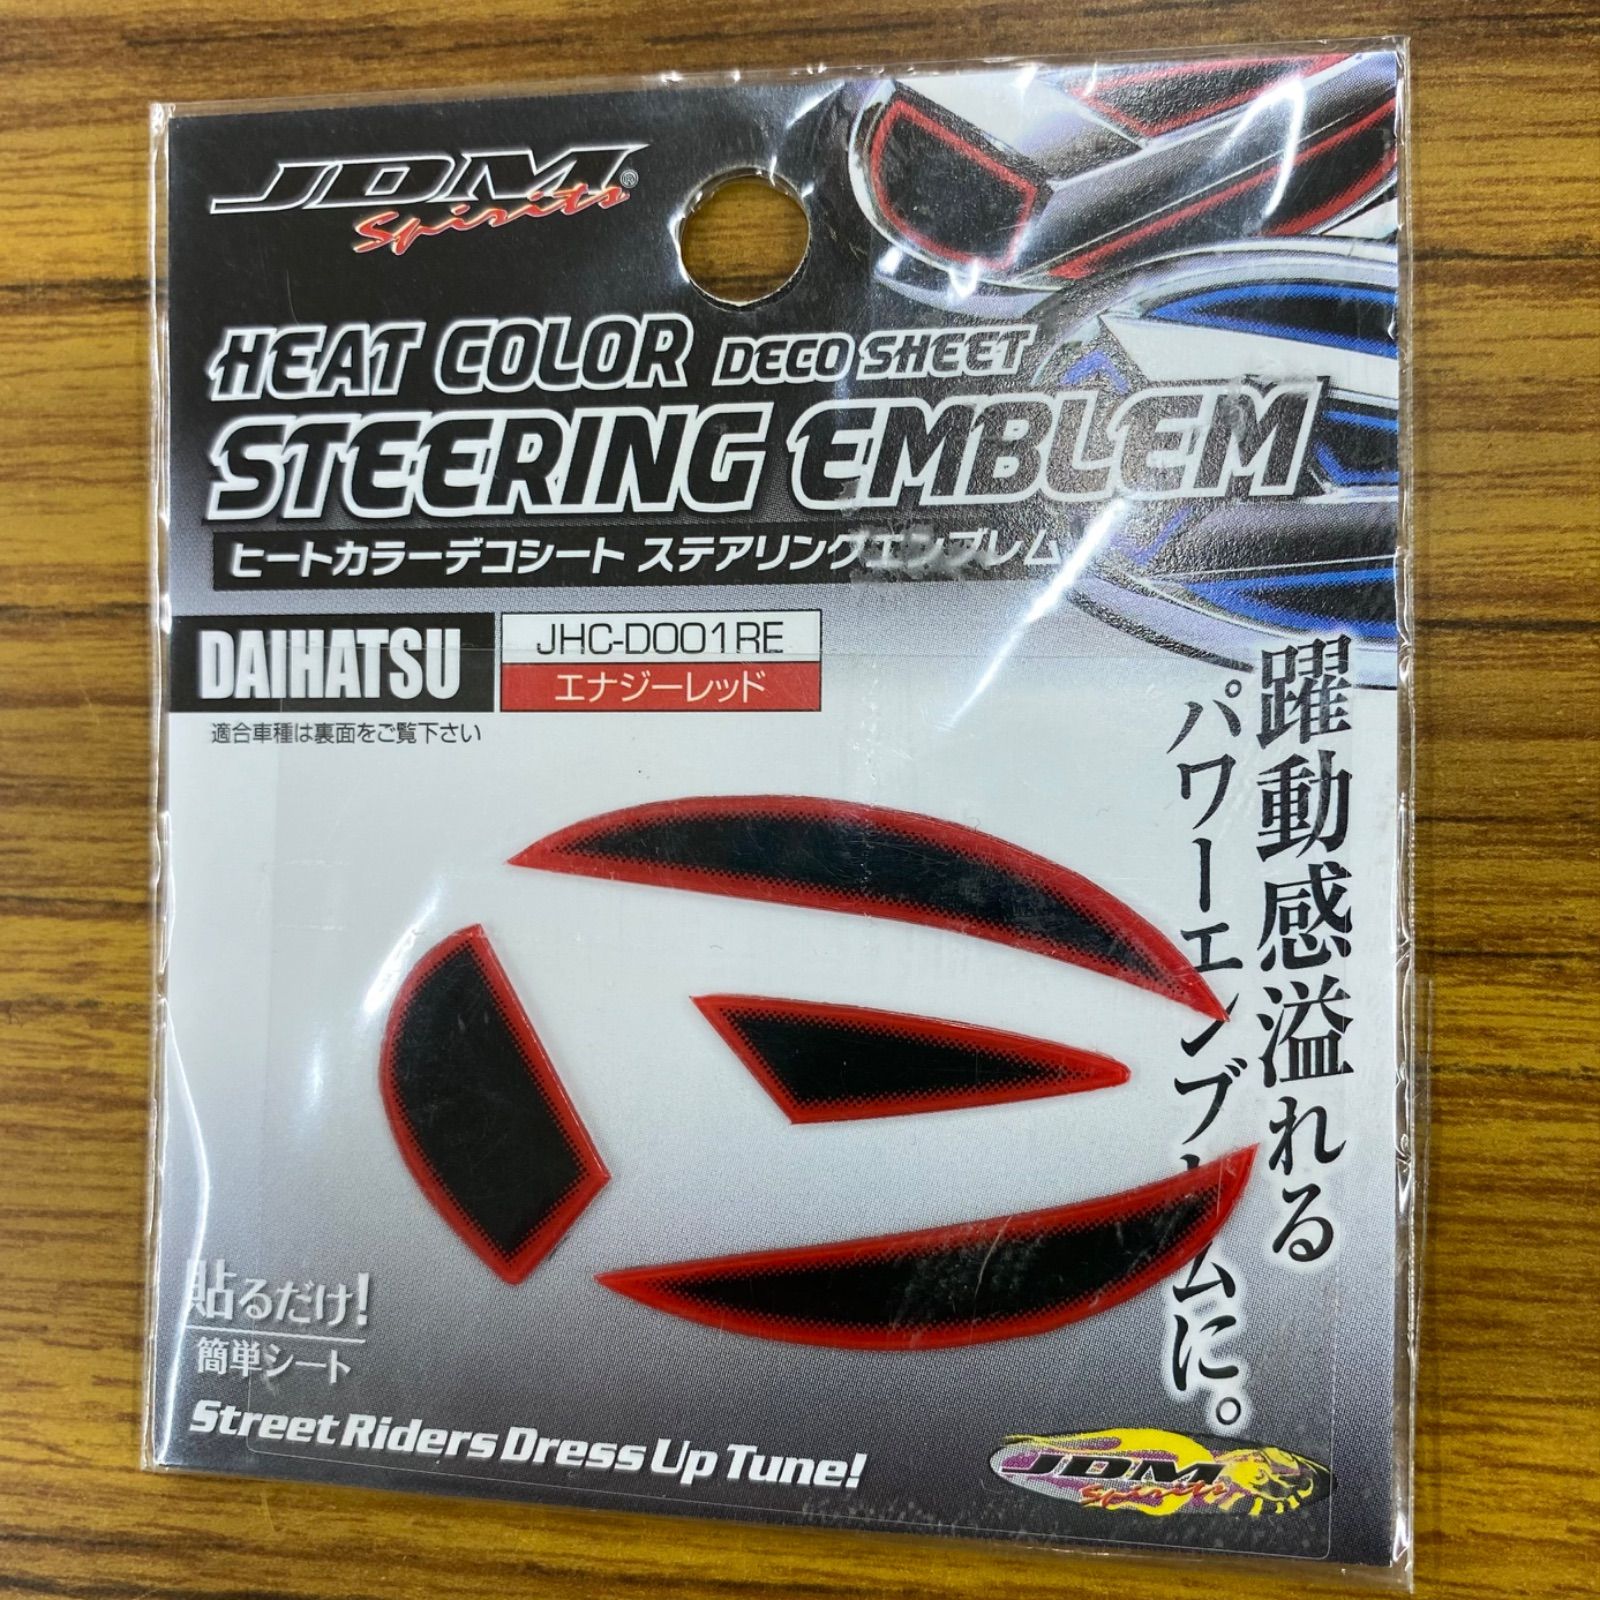 JDM
Spirits®
HEAT COLOR DECO SHEET
STEERING EMBLEM
ヒートカラーデコシート ステアリングエンブレム
DAIHATSU
JHC-D001RE
エナジーレッド
適合車種は裏面をご覧下さい
躍動感溢れる
パワーエンブレムに。
貼るだけ!
簡単シート
Street Riders Dress Up Tune!
JDM
Spirits